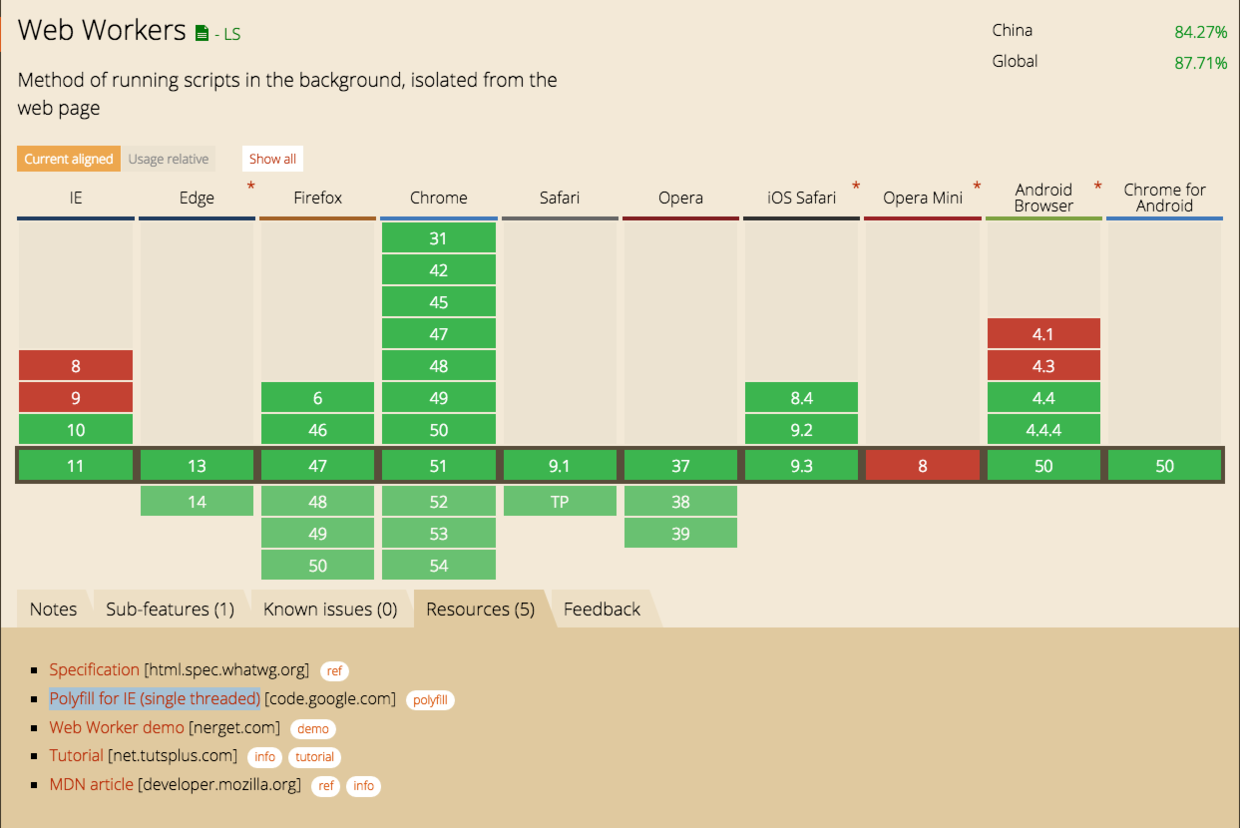 Web Workers - LS
China 84.27%
Global 87.71%
Method of running scripts in the background, isolated from the
web page
Current aligned Usage relative Show all
IE Edge * Firefox Chrome Safari Opera iOS Safari * Opera Mini * Android Browser * Chrome for Android
31
42
45
47 4.1
8 48 4.3
9 6 49 8.4 4.4
10 46 50 9.2 4.4.4
11 13 47 51 9.1 37 9.3 8 50 50
14 48 52 TP 38
49 53 39
50 54
Notes Sub-features (1) Known issues (0) Resources (5) Feedback
Specification [html.spec.whatwg.org] ref
Polyfill for IE (single threaded) [code.google.com] polyfill
Web Worker demo [nerget.com] demo
Tutorial [net.tutsplus.com] info tutorial
MDN article [developer.mozilla.org] ref info